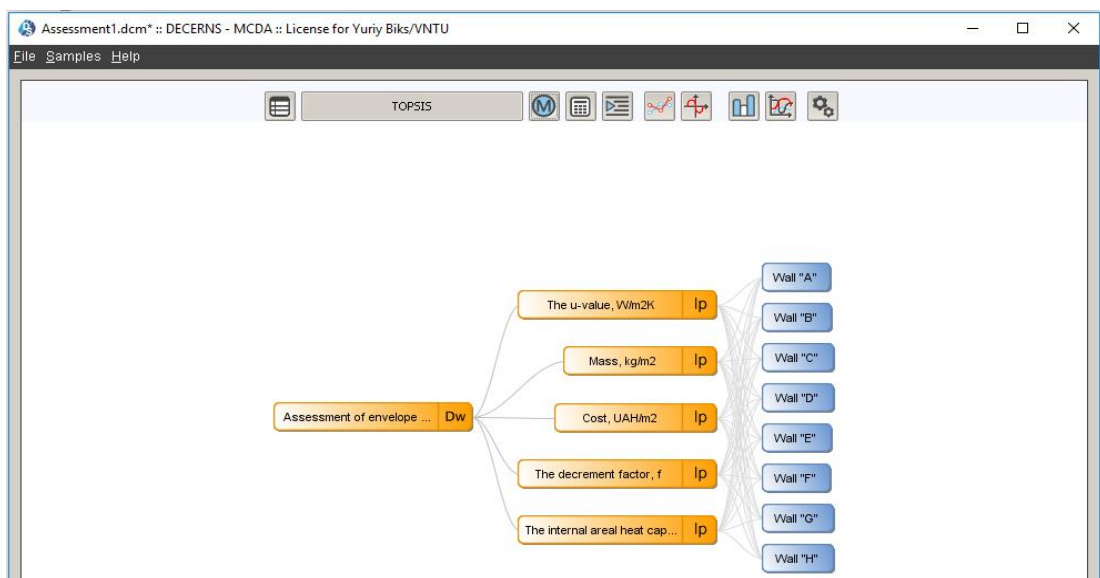 Assessment1.dcm* :: DECERNS - MCDA :: License for Yuriy Biks/VNTU
File Samples Help
TOPSIS
M
Wall "A"
The u-value, W/m2K Ip
Wall "B"
Mass, kg/m2 Ip
Wall "C"
Wall "D"
Assessment of envelope ... Dw
Cost, UAH/m2 Ip
Wall "E"
The decrement factor, f Ip
Wall "F"
Wall "G"
The internal areal heat cap... Ip
Wall "H"